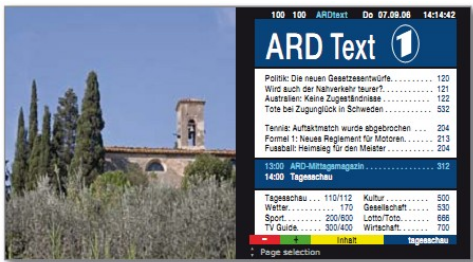 100 100 ARDtext Do 07.09.06 14:14:42
ARD Text 1
Politik: Die neuen Gesetzesentwürfe.......... 120
Wird auch der Nahverkehr teurer?........... 121
Australien: Keine Zugeständnisse ........... 122
Tote bei Zugunglück in Schweden .......... 532
Tennis: Auftaktmatch wurde abgebrochen ... 204
Formel 1: Neues Reglement für Motoren....... 213
Fussball: Heimsieg für den Meister ........... 204
13:00 ARD-Mittagsmagazin.................... 312
14:00 Tagesschau
Tagesschau ... 110/112 Kultur ............ 500
Wetter.......... 170 Gesellschaft ...... 530
Sport......... 200/600 Lotto/Toto........ 666
TV Guide..... 300/400 Wirtschaft........ 700
- + Inhalt tagesschau
Page selection